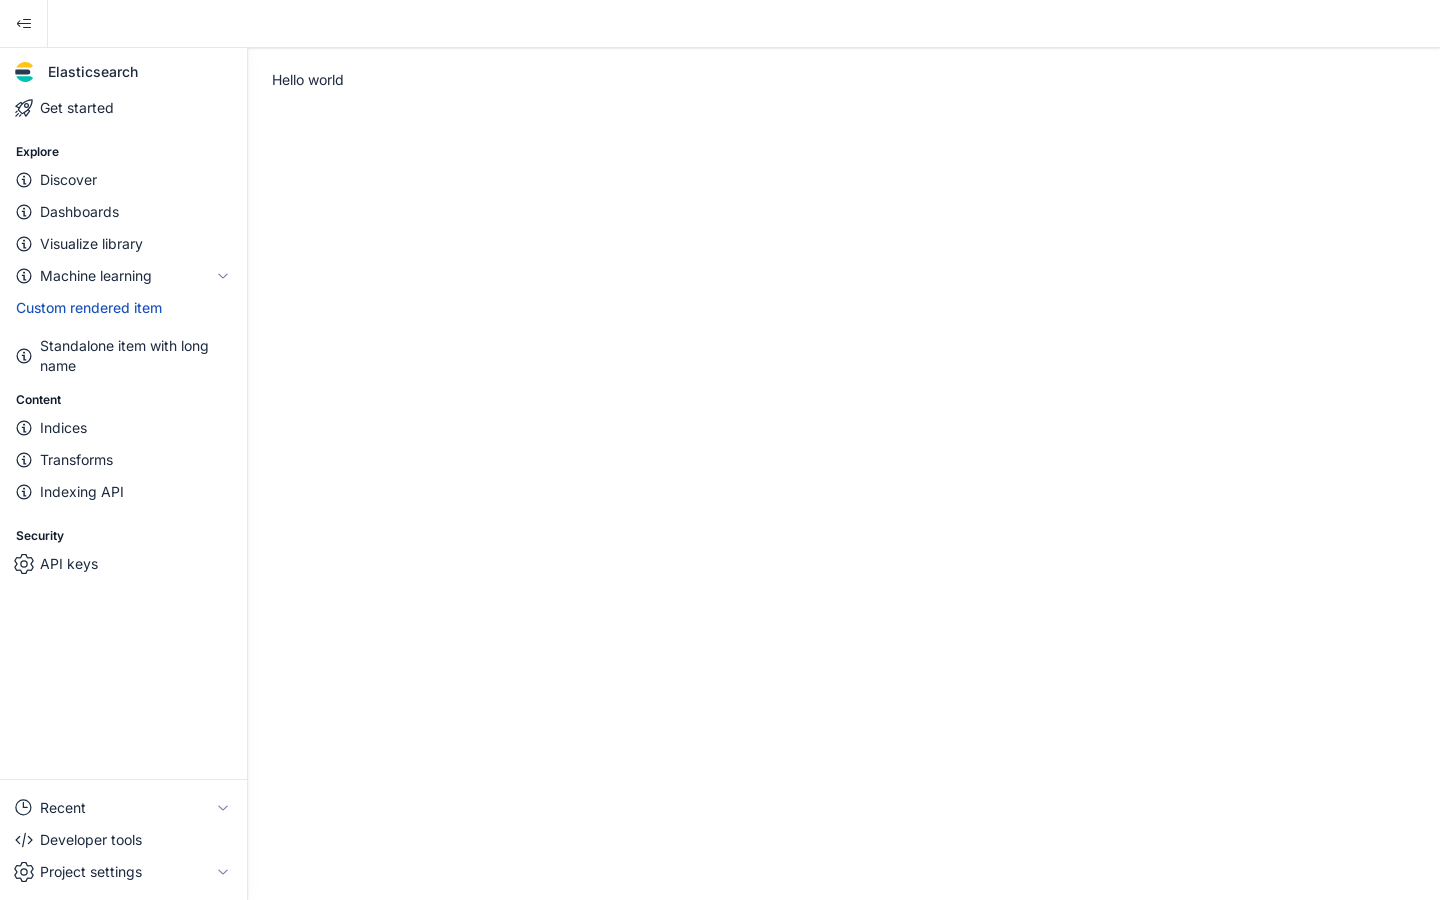 Elasticsearch
Hello world
Get started
Explore
Discover
Dashboards
Visualize library
Machine learning
Custom rendered item
Standalone item with long
name
Content
Indices
Transforms
Indexing API
Security
API keys
Recent
Developer tools
Project settings